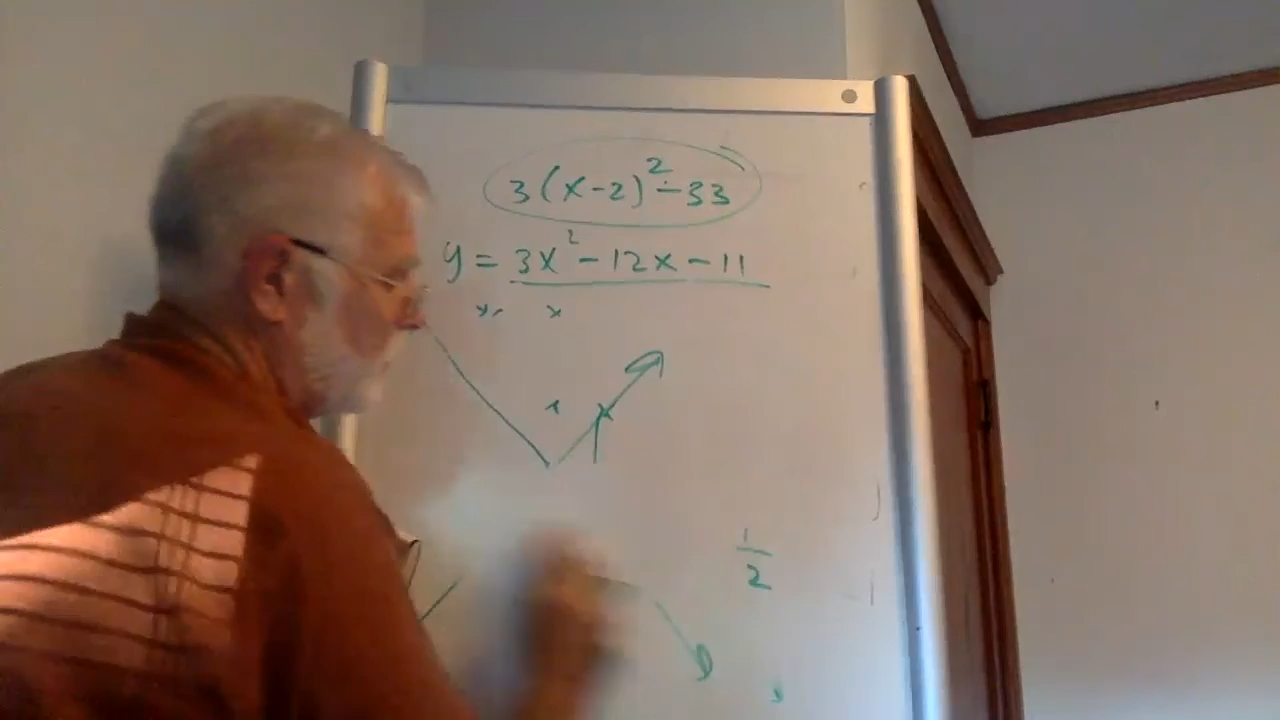 3(x-2)²-33
y = 3x²-12x-11
1/2